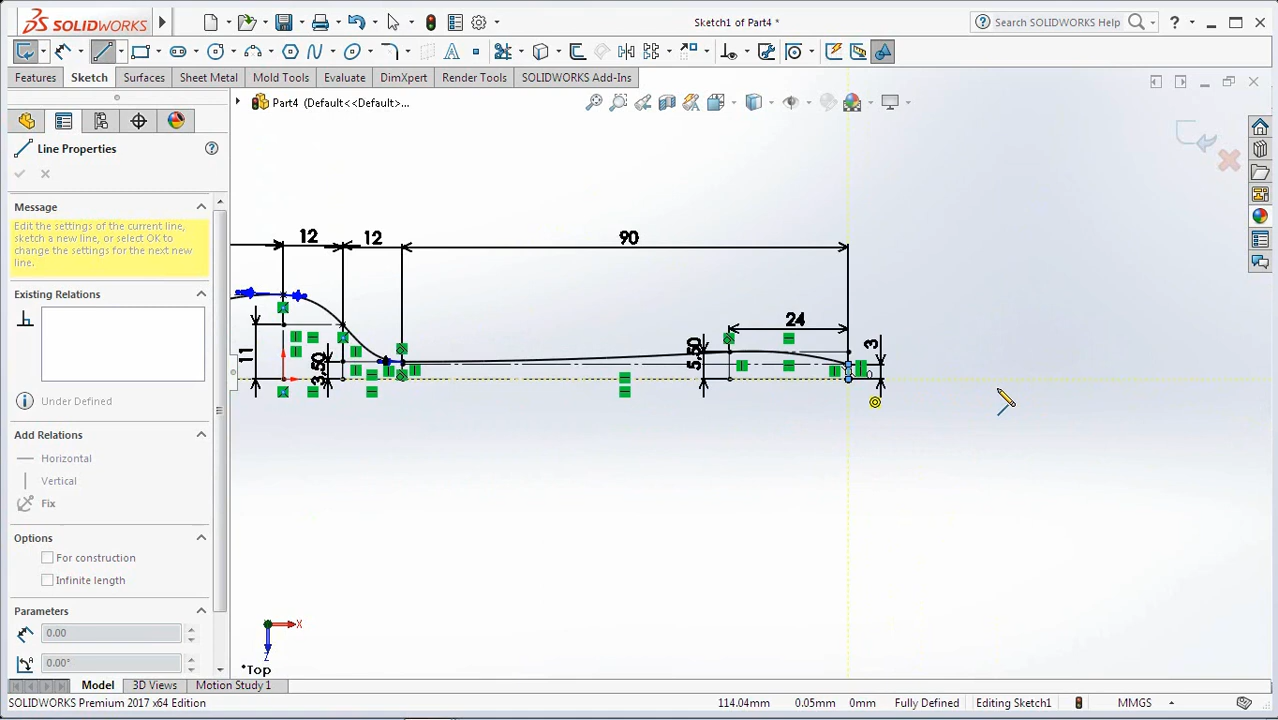 SOLIDWORKS
Sketch1 of Part4 *
Search SOLIDWORKS Help
Features
Sketch
Surfaces
Sheet Metal
Mold Tools
Evaluate
DimXpert
Render Tools
SOLIDWORKS Add-Ins
Part4 (Default<<Default>...
Line Properties
Message
Edit the settings of the current line,
sketch a new line, or select OK to
change the settings for the next new
line.
Existing Relations
Under Defined
Add Relations
Horizontal
Vertical
Fix
Options
For construction
Infinite length
Parameters
0.00
0.00°
12
12
90
24
3
11
3,50
5,50
X
Z
*Top
Model
3D Views
Motion Study 1
SOLIDWORKS Premium 2017 x64 Edition
114.04mm
0.05mm
0mm
Fully Defined
Editing Sketch1
MMGS